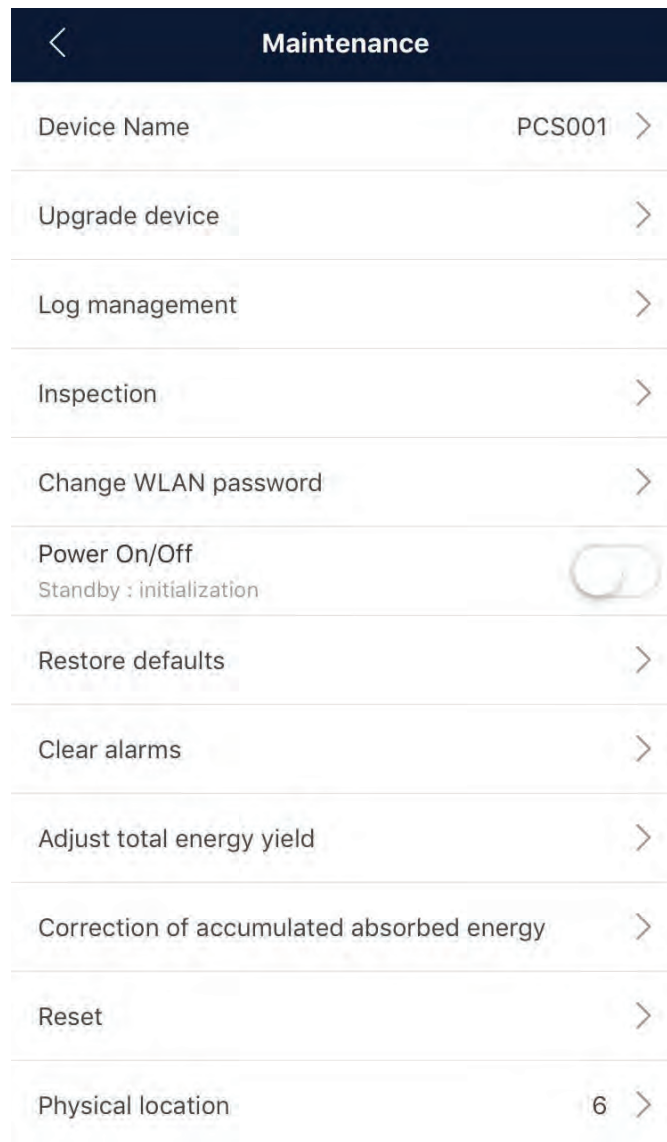 Maintenance
Device Name PCS001
Upgrade device
Log management
Inspection
Change WLAN password
Power On/Off
Standby : initialization
Restore defaults
Clear alarms
Adjust total energy yield
Correction of accumulated absorbed energy
Reset
Physical location 6